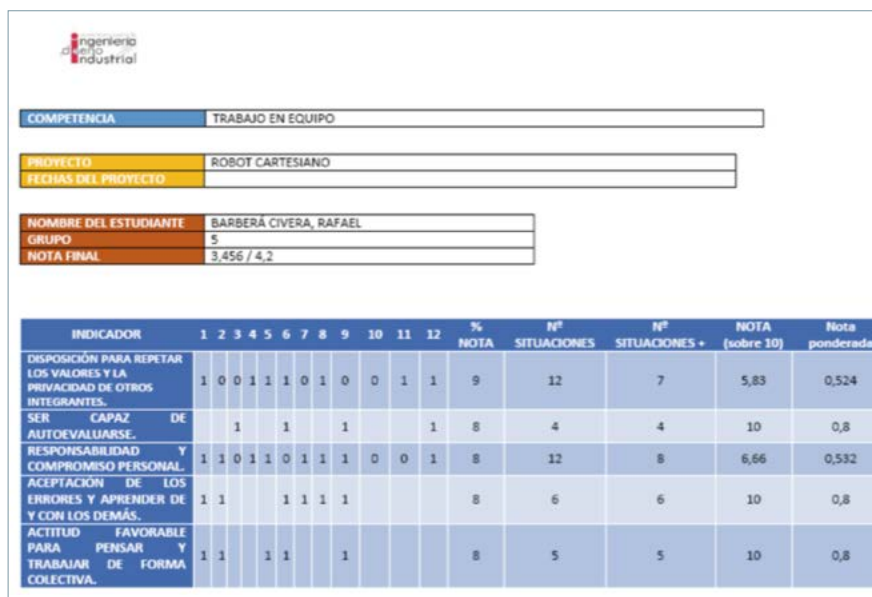 ingeniería
diseño
industrial
COMPETENCIA TRABAJO EN EQUIPO
PROYECTO ROBOT CARTESIANO
FECHAS DEL PROYECTO
NOMBRE DEL ESTUDIANTE BARBERÁ CIVERA, RAFAEL
GRUPO 5
NOTA FINAL 3,456 / 4,2
INDICADOR 1 2 3 4 5 6 7 8 9 10 11 12 % NOTA Nº SITUACIONES Nº SITUACIONES + NOTA (sobre 10) Nota ponderada
DISPOSICIÓN PARA REPETAR
LOS VALORES Y LA
PRIVACIDAD DE OTROS
INTEGRANTES.
1 0 0 1 1 1 0 1 0 0 1 1 9 12 7 5,83 0,524
SER CAPAZ DE
AUTOEVALUARSE.
1 1 1 1 8 4 4 10 0,8
RESPONSABILIDAD Y
COMPROMISO PERSONAL.
1 1 0 1 1 0 1 1 1 0 0 1 8 12 8 6,66 0,532
ACEPTACIÓN DE LOS
ERRORES Y APRENDER DE
Y CON LOS DEMÁS.
1 1 1 1 1 1 8 6 6 10 0,8
ACTITUD FAVORABLE
PARA PENSAR Y
TRABAJAR DE FORMA
COLECTIVA.
1 1 1 1 1 8 5 5 10 0,8